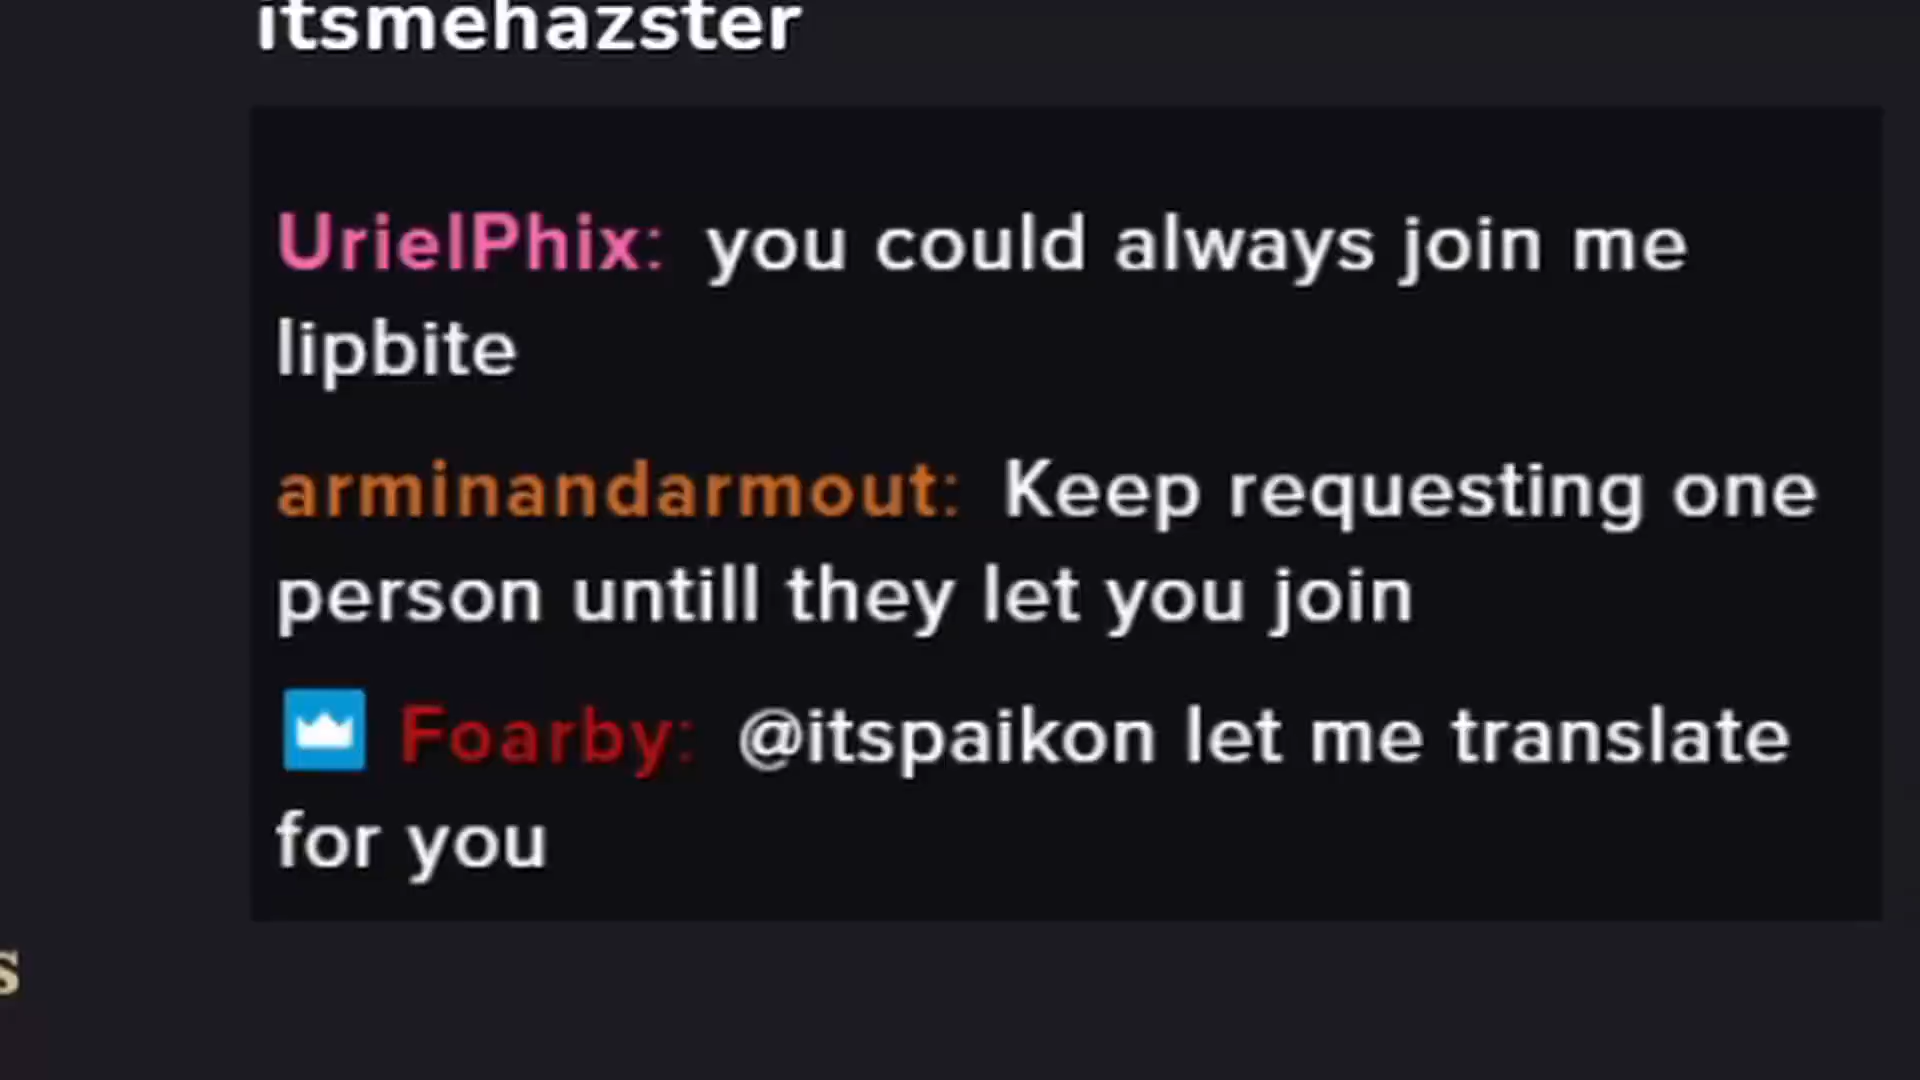 itsmehazster
UrielPhix: you could always join me
lipbite
arminandarmout: Keep requesting one
person untill they let you join
Foarby: @itspaikon let me translate
for you
s